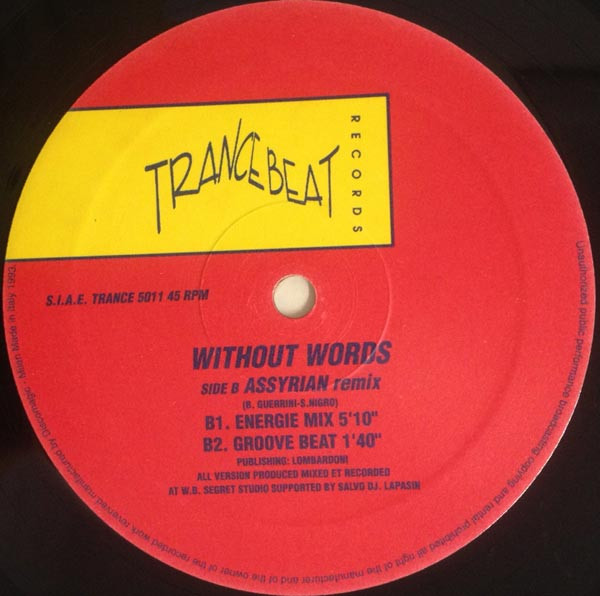 TRANCEBEAT
RECORDS
S.I.A.E. TRANCE 5011 45 RPM
WITHOUT WORDS
SIDE B ASSYRIAN remix
(B. GUERRINI-S.NIGRO)
B1. ENERGIE MIX 5'10"
B2. GROOVE BEAT 1'40"
PUBLISHING: LOMBARDONI
ALL VERSION PRODUCED MIXED ET RECORDED
AT W.B. SEGRET STUDIO SUPPORTED BY SALVO DJ. LAPASIN
Unauthorized public performance broadcasting copying and rental prohibited all right of the manufacturer and of the owner of the recorded work reserved manufactured by Discomagic - Milan Made in Italy 1993.